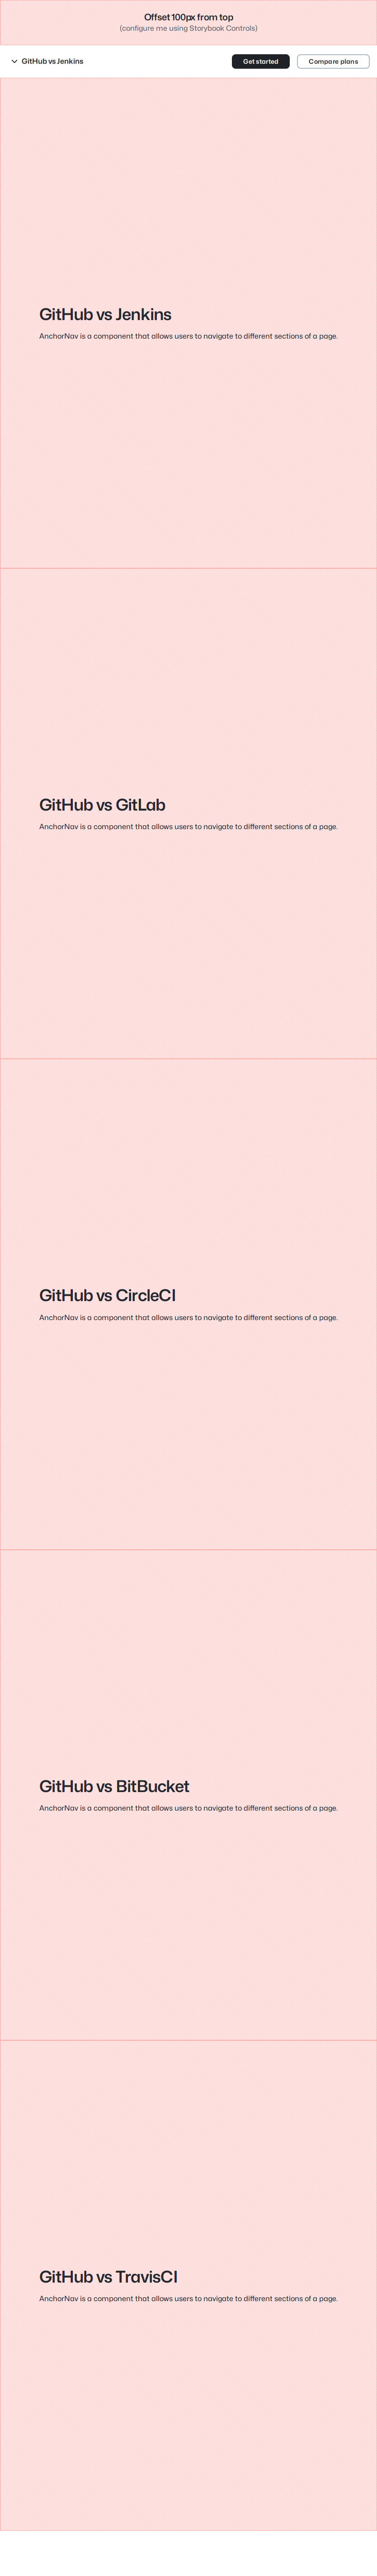 Offset 100px from top
(configure me using Storybook Controls)
GitHub vs Jenkins
Get started
Compare plans
GitHub vs Jenkins
AnchorNav is a component that allows users to navigate to different sections of a page.
GitHub vs GitLab
AnchorNav is a component that allows users to navigate to different sections of a page.
GitHub vs CircleCI
AnchorNav is a component that allows users to navigate to different sections of a page.
GitHub vs BitBucket
AnchorNav is a component that allows users to navigate to different sections of a page.
GitHub vs TravisCI
AnchorNav is a component that allows users to navigate to different sections of a page.